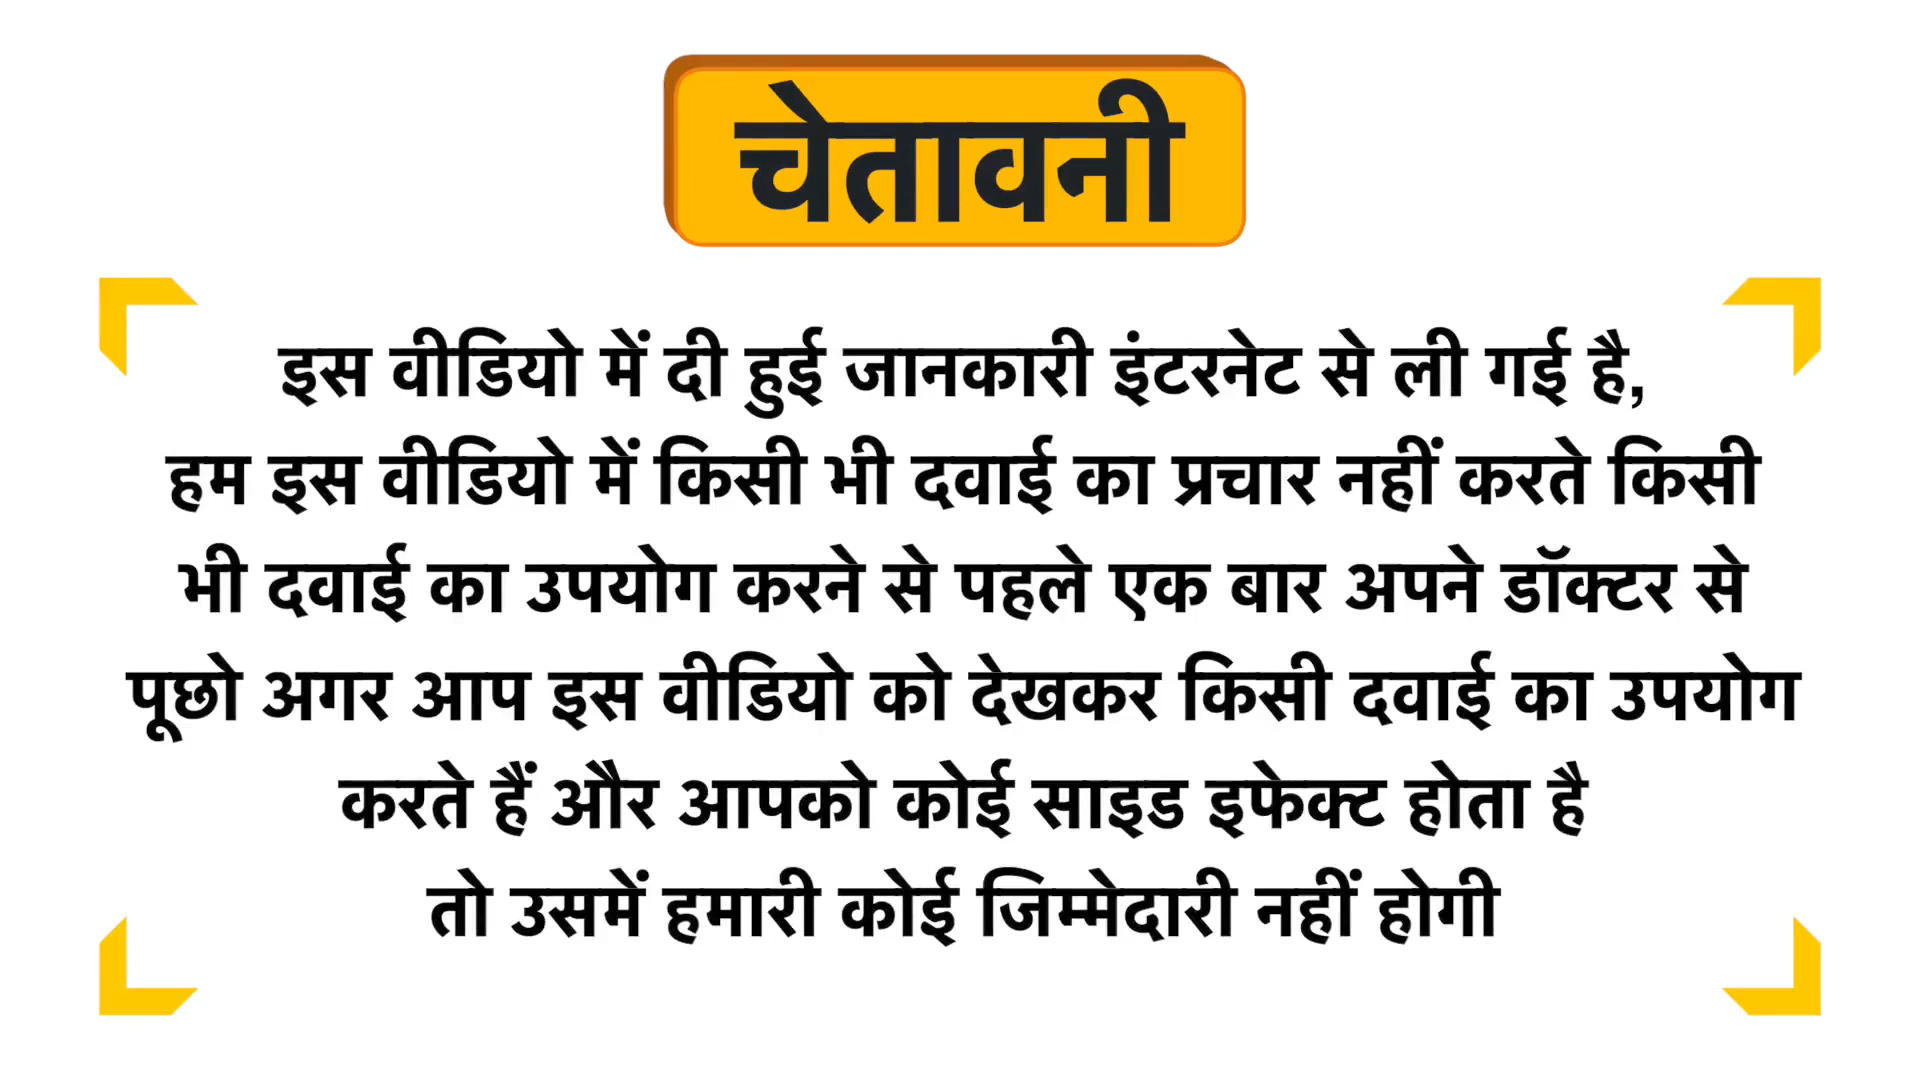 चेतावनी
इस वीडियो में दी हुई जानकारी इंटरनेट से ली गई है,
हम इस वीडियो में किसी भी दवाई का प्रचार नहीं करते किसी
भी दवाई का उपयोग करने से पहले एक बार अपने डॉक्टर से
पूछो अगर आप इस वीडियो को देखकर किसी दवाई का उपयोग
करते हैं और आपको कोई साइड इफेक्ट होता है
तो उसमें हमारी कोई जिम्मेदारी नहीं होगी